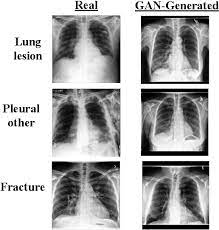 Real GAN-Generated
Lung
lesion
Pleural
other
Fracture